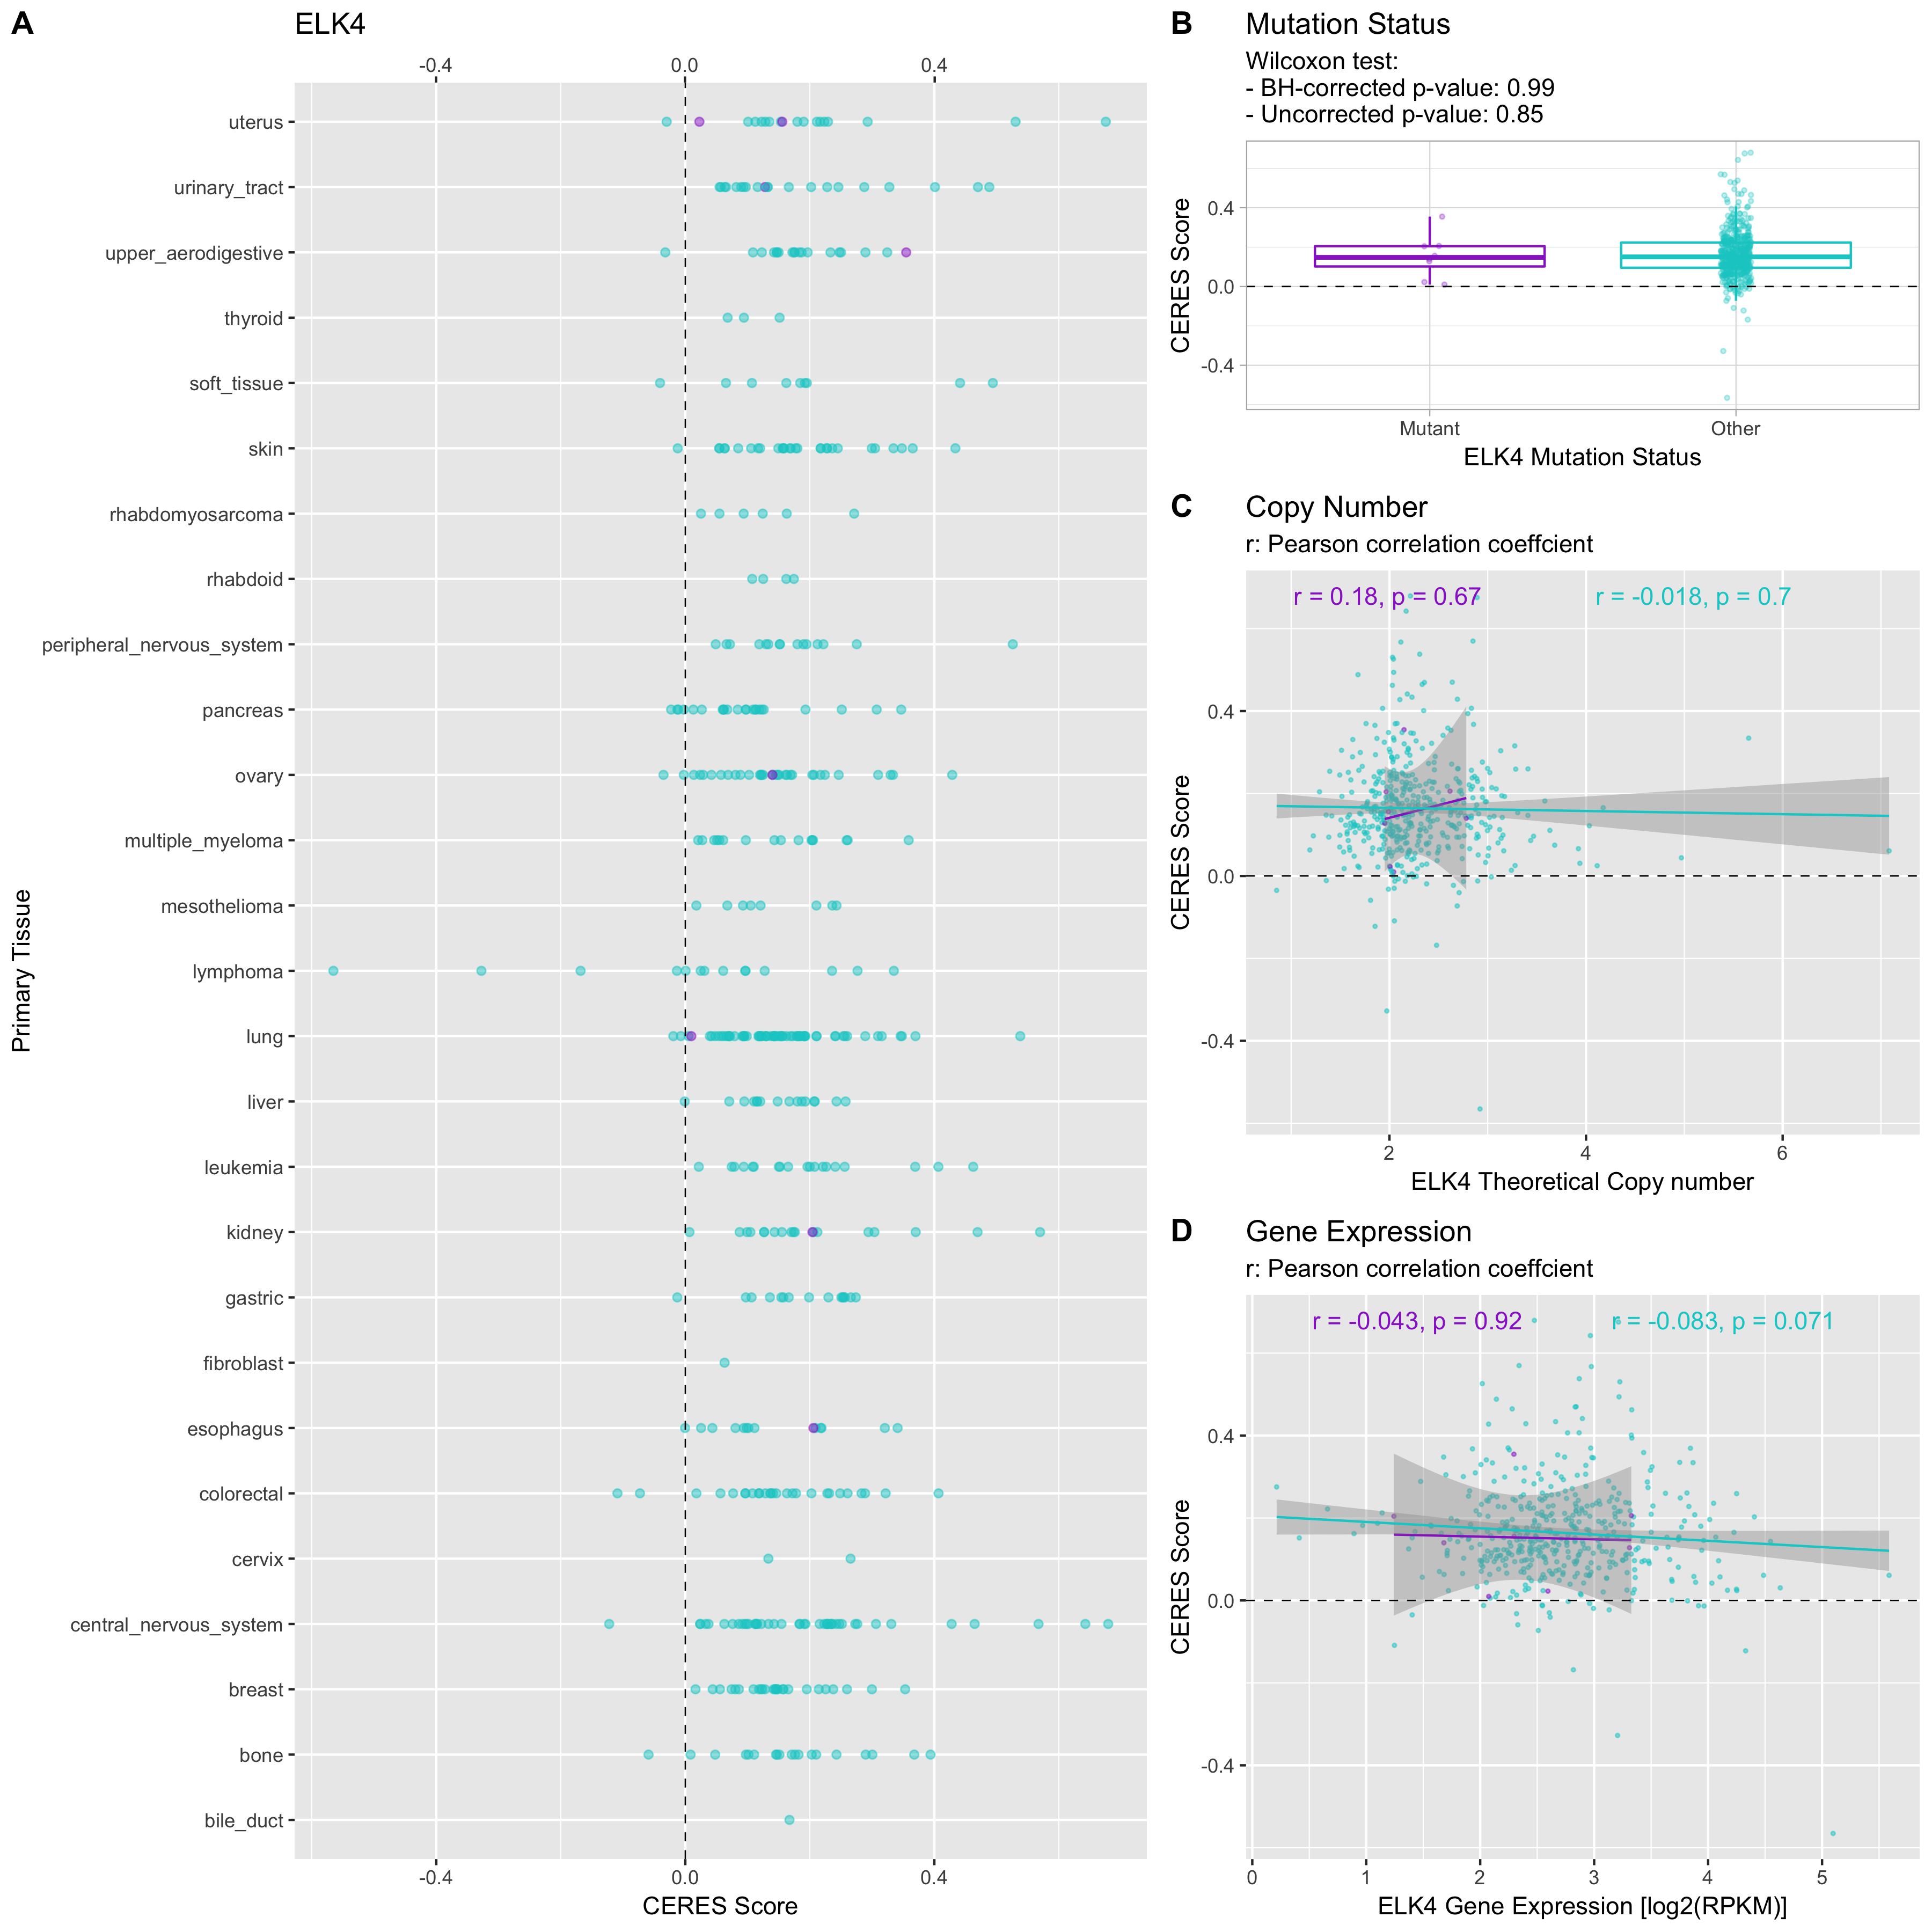 A
ELK4
-0.4 0.0 0.4
uterus
urinary_tract
upper_aerodigestive
thyroid
soft_tissue
skin
rhabdomyosarcoma
rhabdoid
peripheral_nervous_system
pancreas
ovary
multiple_myeloma
mesothelioma
lymphoma
lung
liver
leukemia
kidney
gastric
fibroblast
esophagus
colorectal
cervix
central_nervous_system
breast
bone
bile_duct
Primary Tissue
-0.4 0.0 0.4
CERES Score
B
Mutation Status
Wilcoxon test:
- BH-corrected p-value: 0.99
- Uncorrected p-value: 0.85
CERES Score
0.4
0.0
-0.4
Mutant Other
ELK4 Mutation Status
C
Copy Number
r: Pearson correlation coeffcient
r = 0.18, p = 0.67 r = -0.018, p = 0.7
CERES Score
0.4
0.0
-0.4
2 4 6
ELK4 Theoretical Copy number
D
Gene Expression
r: Pearson correlation coeffcient
r = -0.043, p = 0.92 r = -0.083, p = 0.071
CERES Score
0.4
0.0
-0.4
0 1 2 3 4 5
ELK4 Gene Expression [log2(RPKM)]